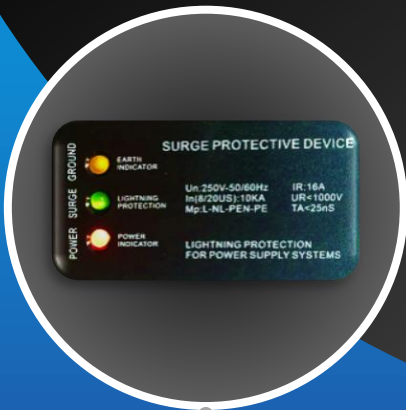 SURGE PROTECTIVE DEVICE
GROUND
EARTH
INDICATOR
SURGE
LIGHTNING
PROTECTION
POWER
POWER
INDICATOR
Un.250V-50/60Hz
In(8/20US):10KA
Mp:L-NL-PEN-PE
IR:16A
UR<1000V
TA<25nS
LIGHTNING PROTECTION
FOR POWER SUPPLY SYSTEMS